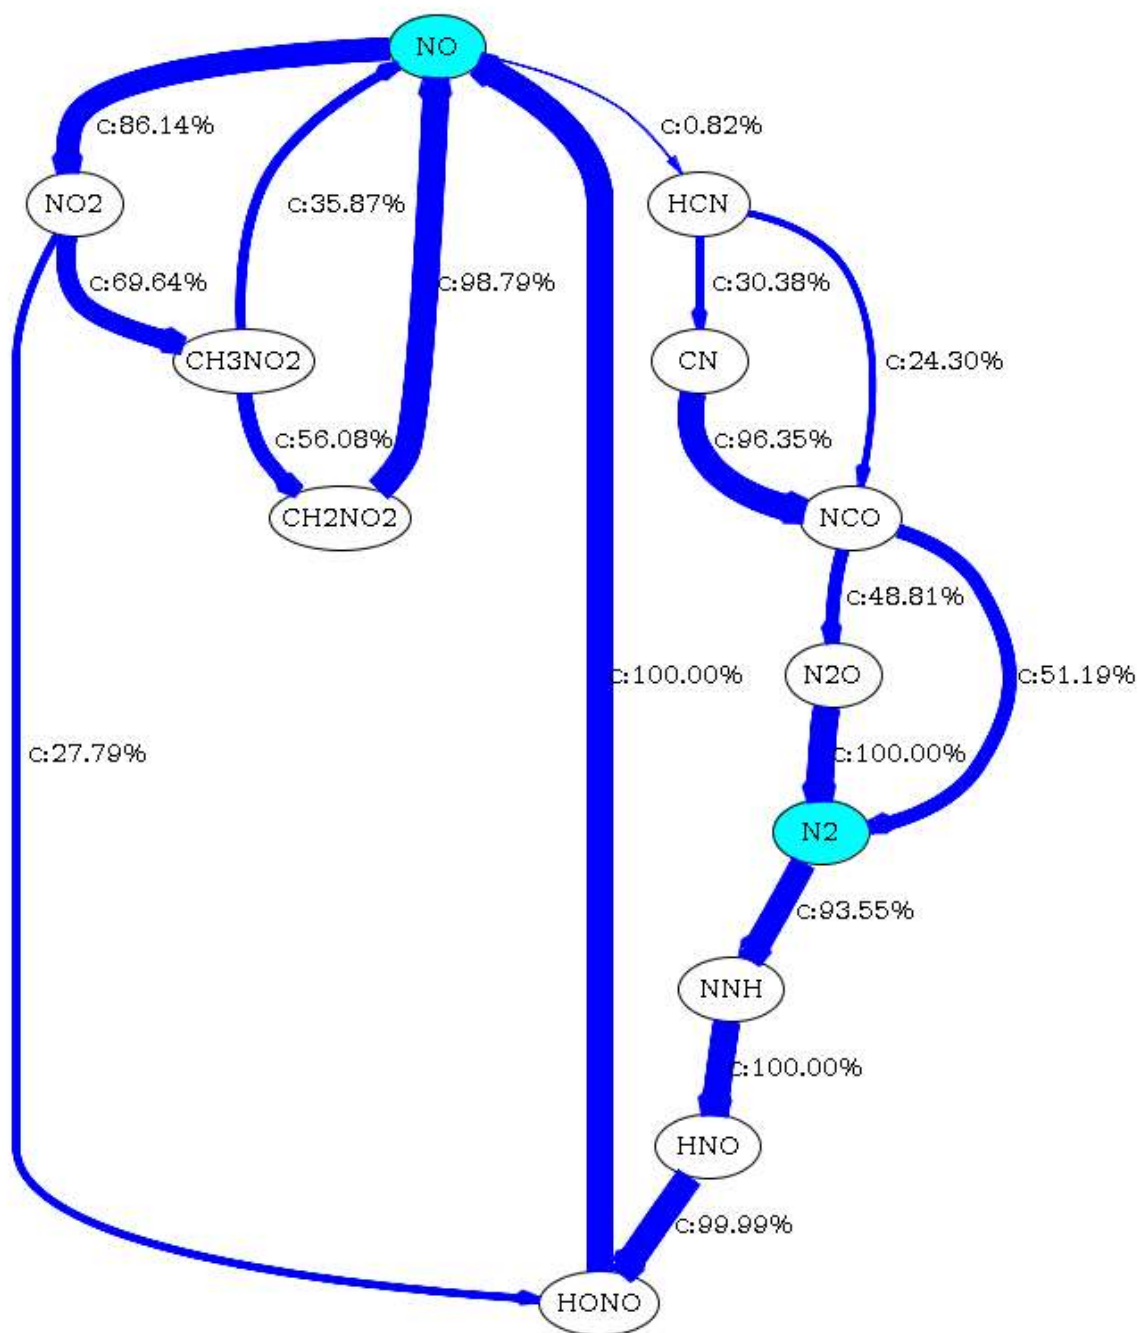 NO
c:86.14%
c:0.82%
NO2
c:35.87%
HCN
c:69.64%
c:98.79%
c:30.38%
CH3NO2
CN
c:24.30%
c:56.08%
c:96.35%
CH2NO2
NCO
c:48.81%
N2O
c:100.00%
c:51.19%
c:27.79%
c:100.00%
N2
c:93.55%
NNH
c:100.00%
HNO
c:99.99%
HONO